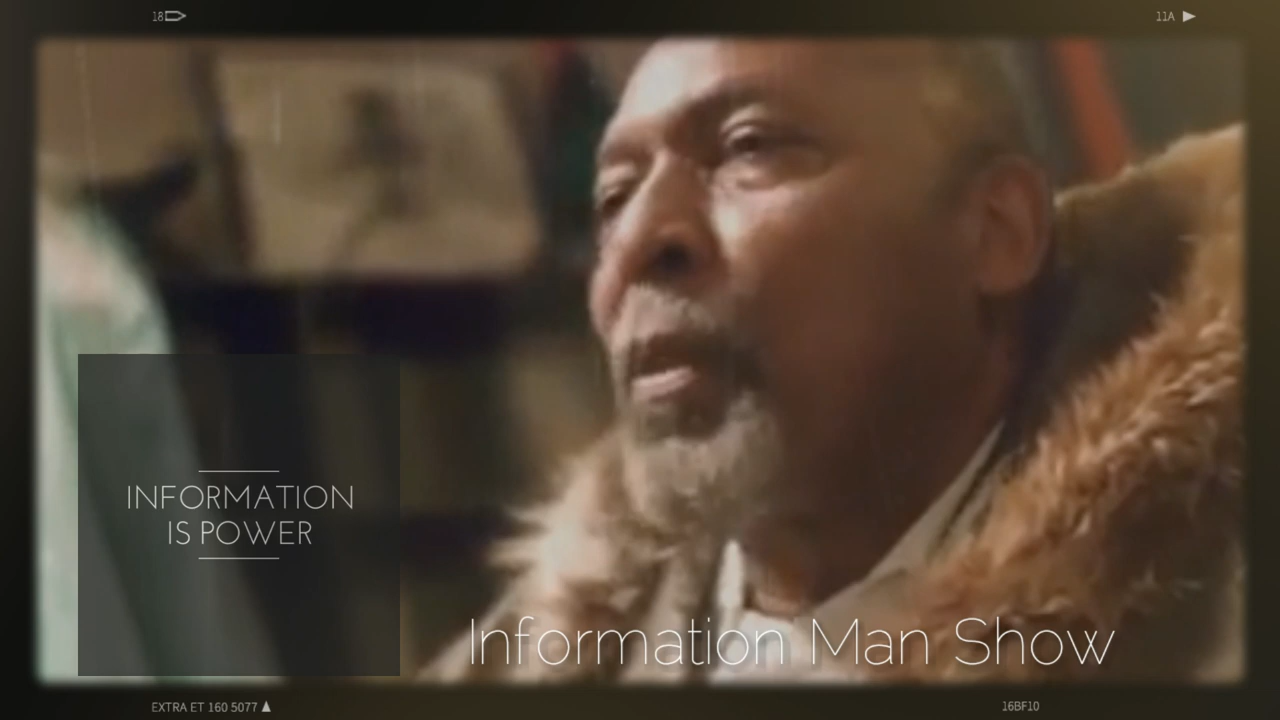 18
11A
INFORMATION
IS POWER
Information Man Show
EXTRA ET 160 5077
16BF10